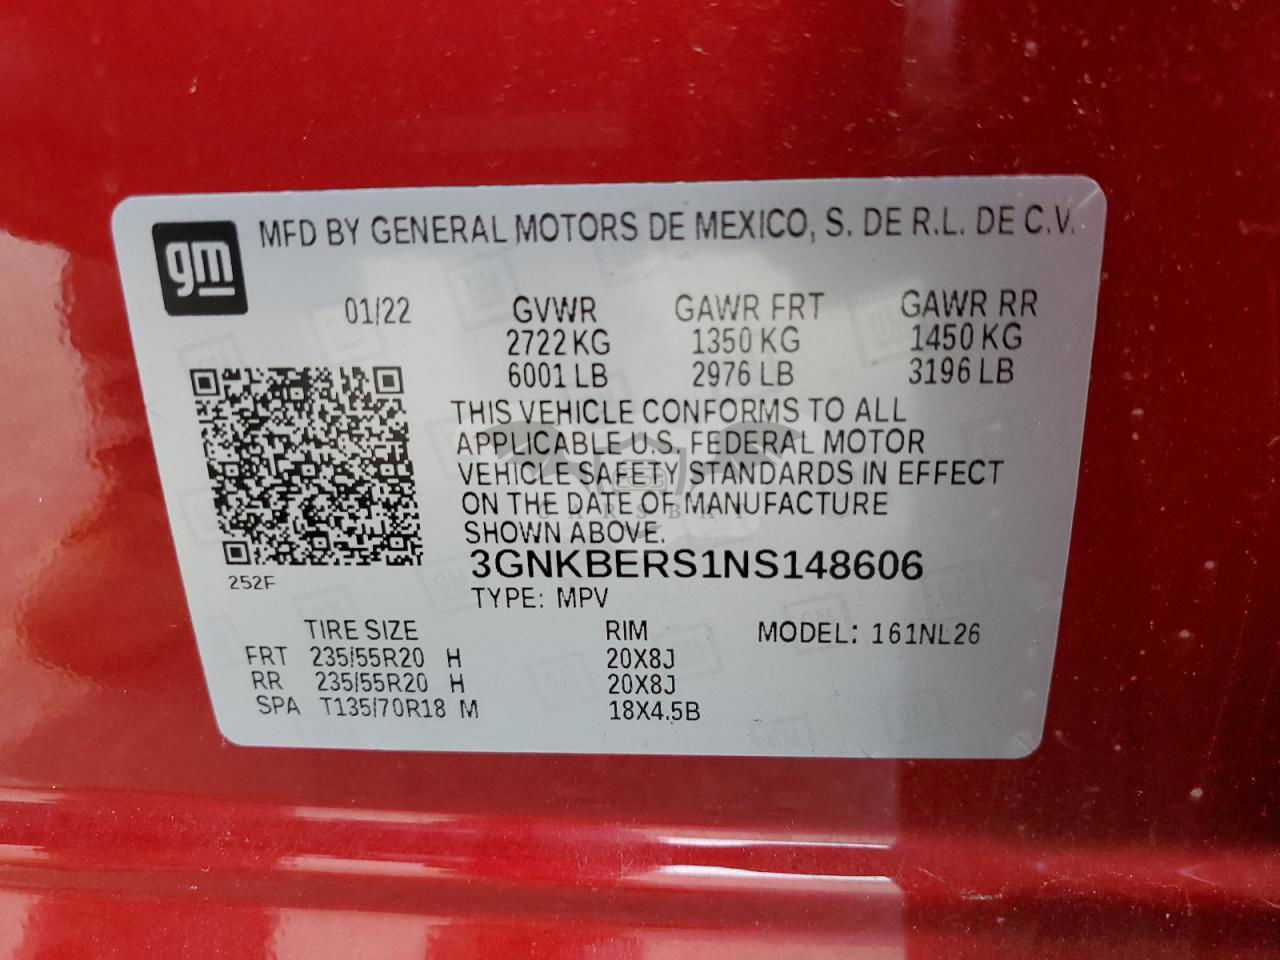 gm
MFD BY GENERAL MOTORS DE MEXICO, S. DE R.L. DE C.V.
01/22 GVWR GAWR FRT GAWR RR
2722 KG 1350 KG 1450 KG
6001 LB 2976 LB 3196 LB
THIS VEHICLE CONFORMS TO ALL
APPLICABLE U.S. FEDERAL MOTOR
VEHICLE SAFETY STANDARDS IN EFFECT
ON THE DATE OF MANUFACTURE
SHOWN ABOVE.
3GNKBERS1NS148606
252F
TYPE: MPV
TIRE SIZE RIM MODEL: 161NL26
FRT 235/55R20 H 20X8J
RR 235/55R20 H 20X8J
SPA T135/70R18 M 18X4.5B